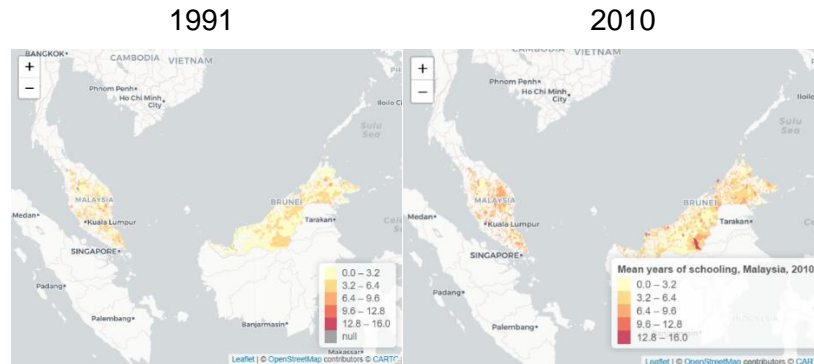 1991
2010
BANGKOK
CAMBODIA
VIETNAM
Phnom Penh
Ho Chi Minh
City
Iloilo C
Sulu
Sea
MALAYSIA
Kuala Lumpur
BRUNEI
Tarakan
Medan
SINGAPORE
Padang
Palembang
Banjarmasin
Makassar
+
−
0.0 – 3.2
3.2 – 6.4
6.4 – 9.6
9.6 – 12.8
12.8 – 16.0
null
Leaflet | © OpenStreetMap contributors © CARTO
+
−
CAMBODIA
VIETNAM
Phnom Penh
Ho Chi Minh
City
Iloilo
Sulu
Sea
MALAYSIA
Kuala Lumpur
BRUNEI
Tarakan
Medan
SINGAPORE
Padang
Palembang
Banjarmasin
Mean years of schooling, Malaysia, 2010
0.0 – 3.2
3.2 – 6.4
6.4 – 9.6
9.6 – 12.8
12.8 – 16.0
Leaflet | © OpenStreetMap contributors © CART